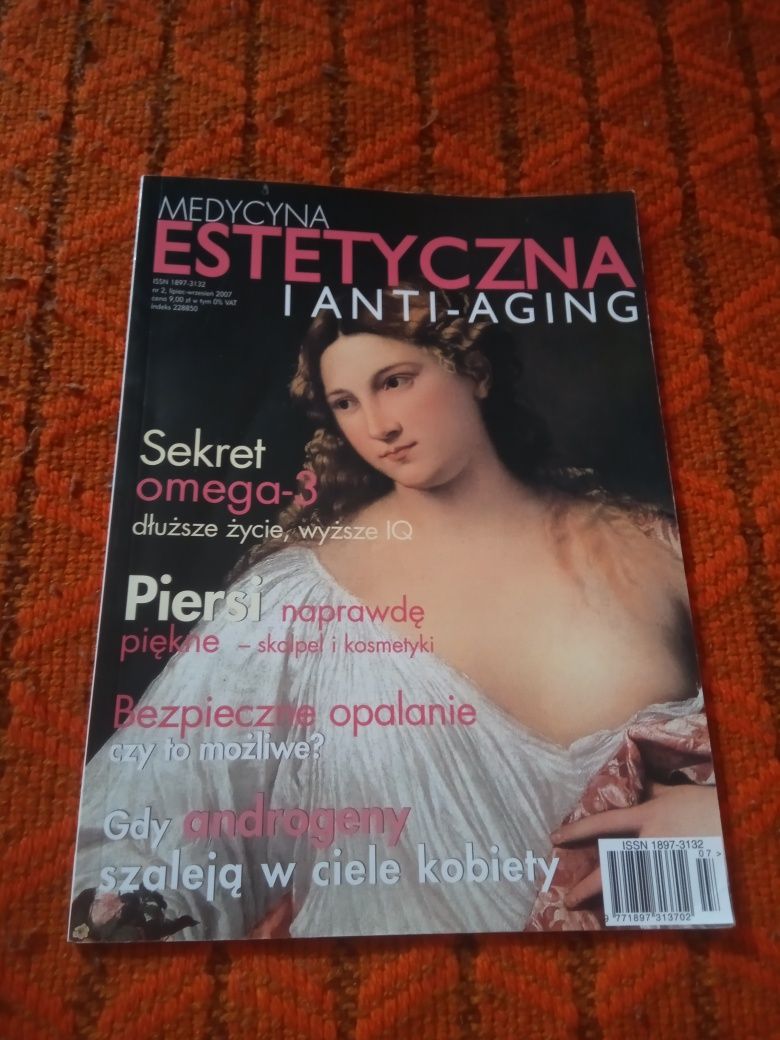 MEDYCYNA
ESTETYCZNA
I ANTI-AGING
ISSN 1897-3132
nr 2, lipiec-wrzesień 2007
cena 9,00 zł w tym 0% VAT
indeks 228850
Sekret
omega-3
dłuższe życie, wyższe IQ
Piersi naprawdę
piękne – skalpel i kosmetyki
Bezpieczne opalanie
czy to możliwe?
Gdy androgeny
szaleją w ciele kobiety
ISSN 1897-3132
07>
9 771897 313702